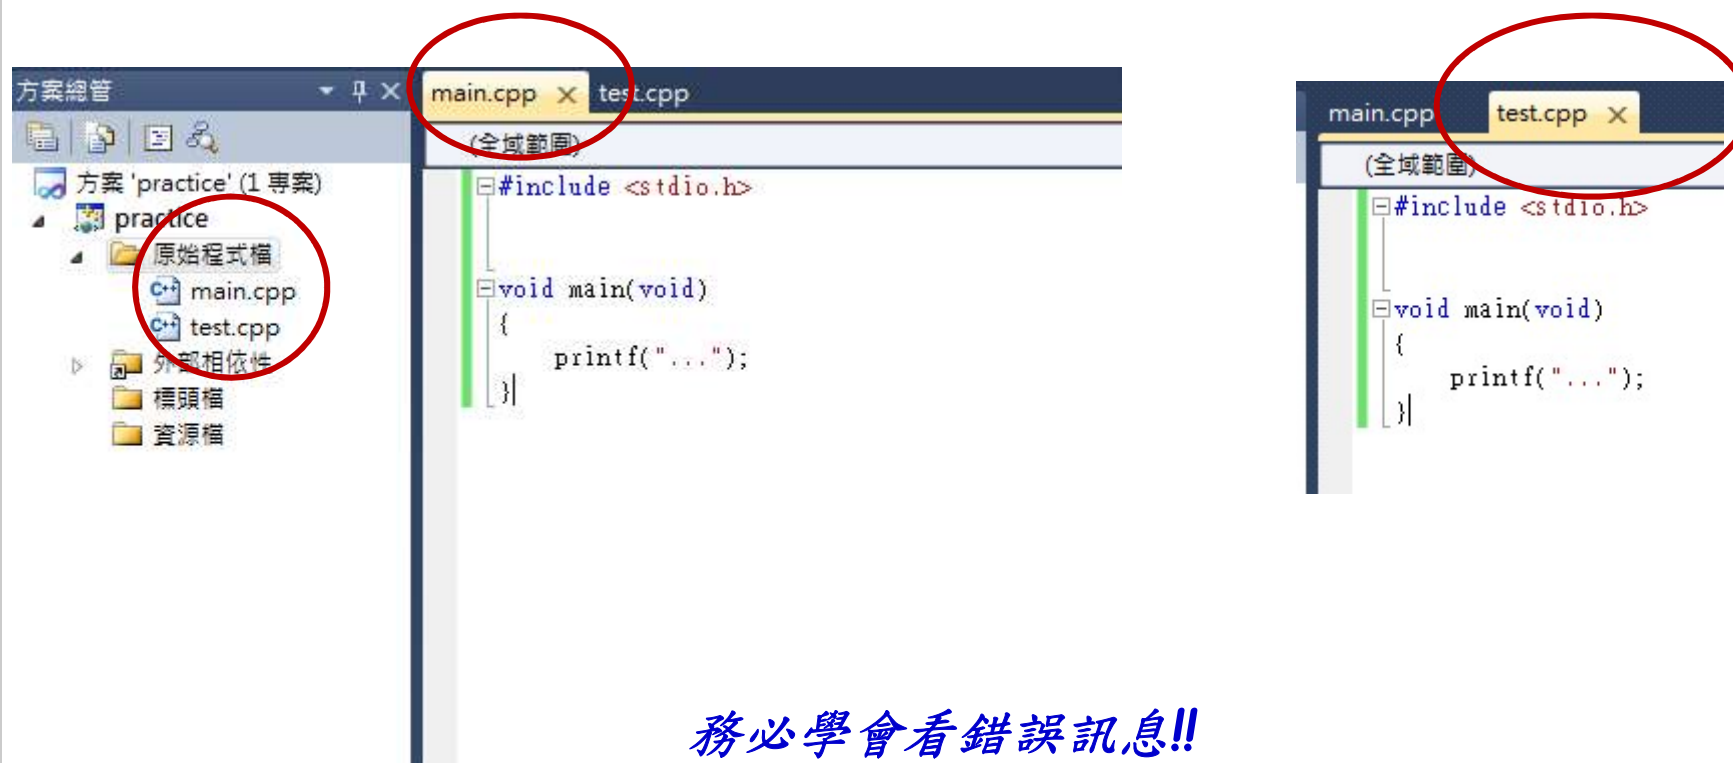 方案總管
方案 'practice' (1 專案)
practice
原始程式檔
main.cpp
test.cpp
外部相依性
標頭檔
資源檔
main.cpp test.cpp
(全域範圍)
#include <stdio.h>
void main(void)
{
printf("...");
}
main.cpp test.cpp
(全域範圍)
#include <stdio.h>
void main(void)
{
printf("...");
}
務必學會看錯誤訊息!!